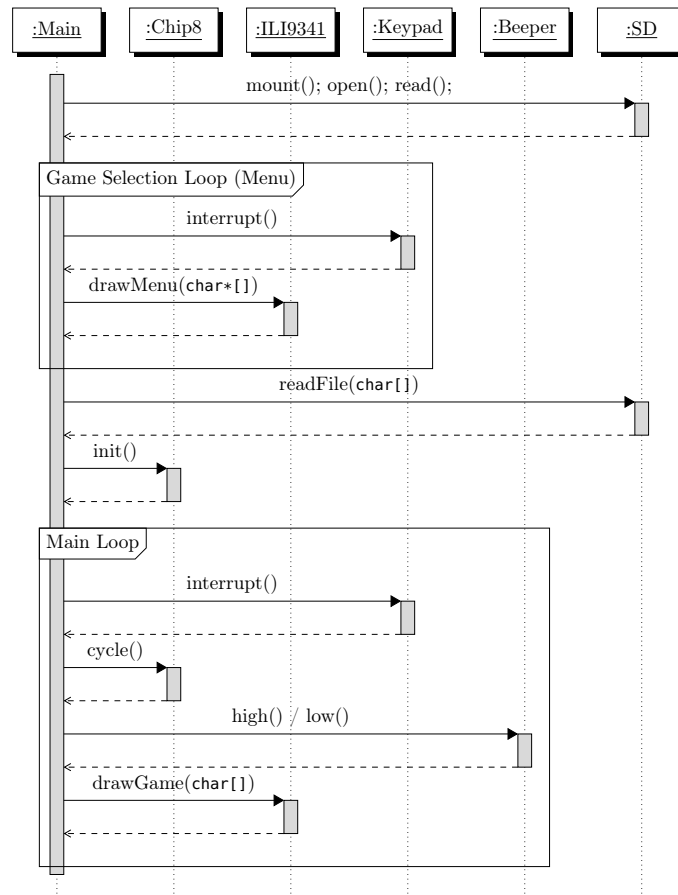 :Main :Chip8 :ILI9341 :Keypad :Beeper :SD
mount(); open(); read();
Game Selection Loop (Menu)
interrupt()
drawMenu(char*[])
readFile(char[])
init()
Main Loop
interrupt()
cycle()
high() / low()
drawGame(char[])